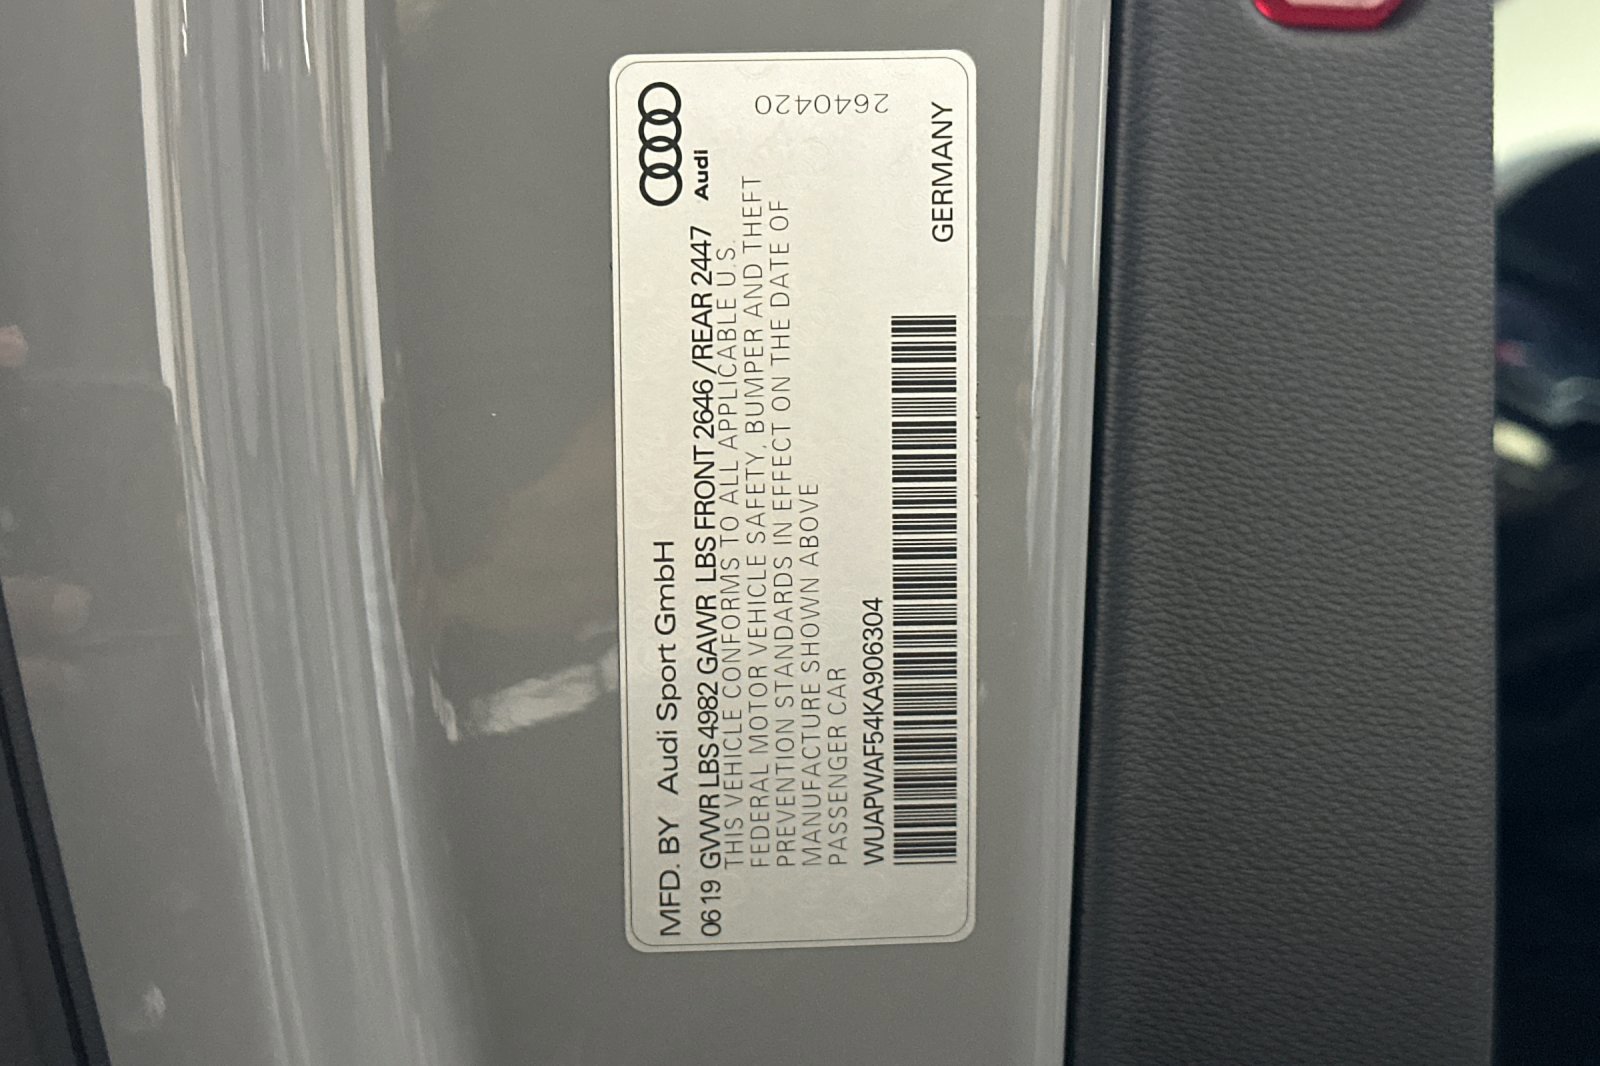 MFD. BY Audi Sport GmbH
Audi
0619 GVWR LBS 4982 GAWR LBS FRONT 2646 /REAR 2447
THIS VEHICLE CONFORMS TO ALL APPLICABLE U.S.
FEDERAL MOTOR VEHICLE SAFETY, BUMPER AND THEFT
PREVENTION STANDARDS IN EFFECT ON THE DATE OF
MANUFACTURE SHOWN ABOVE
PASSENGER CAR
2640420
WUAPWAF54KA906304
GERMANY